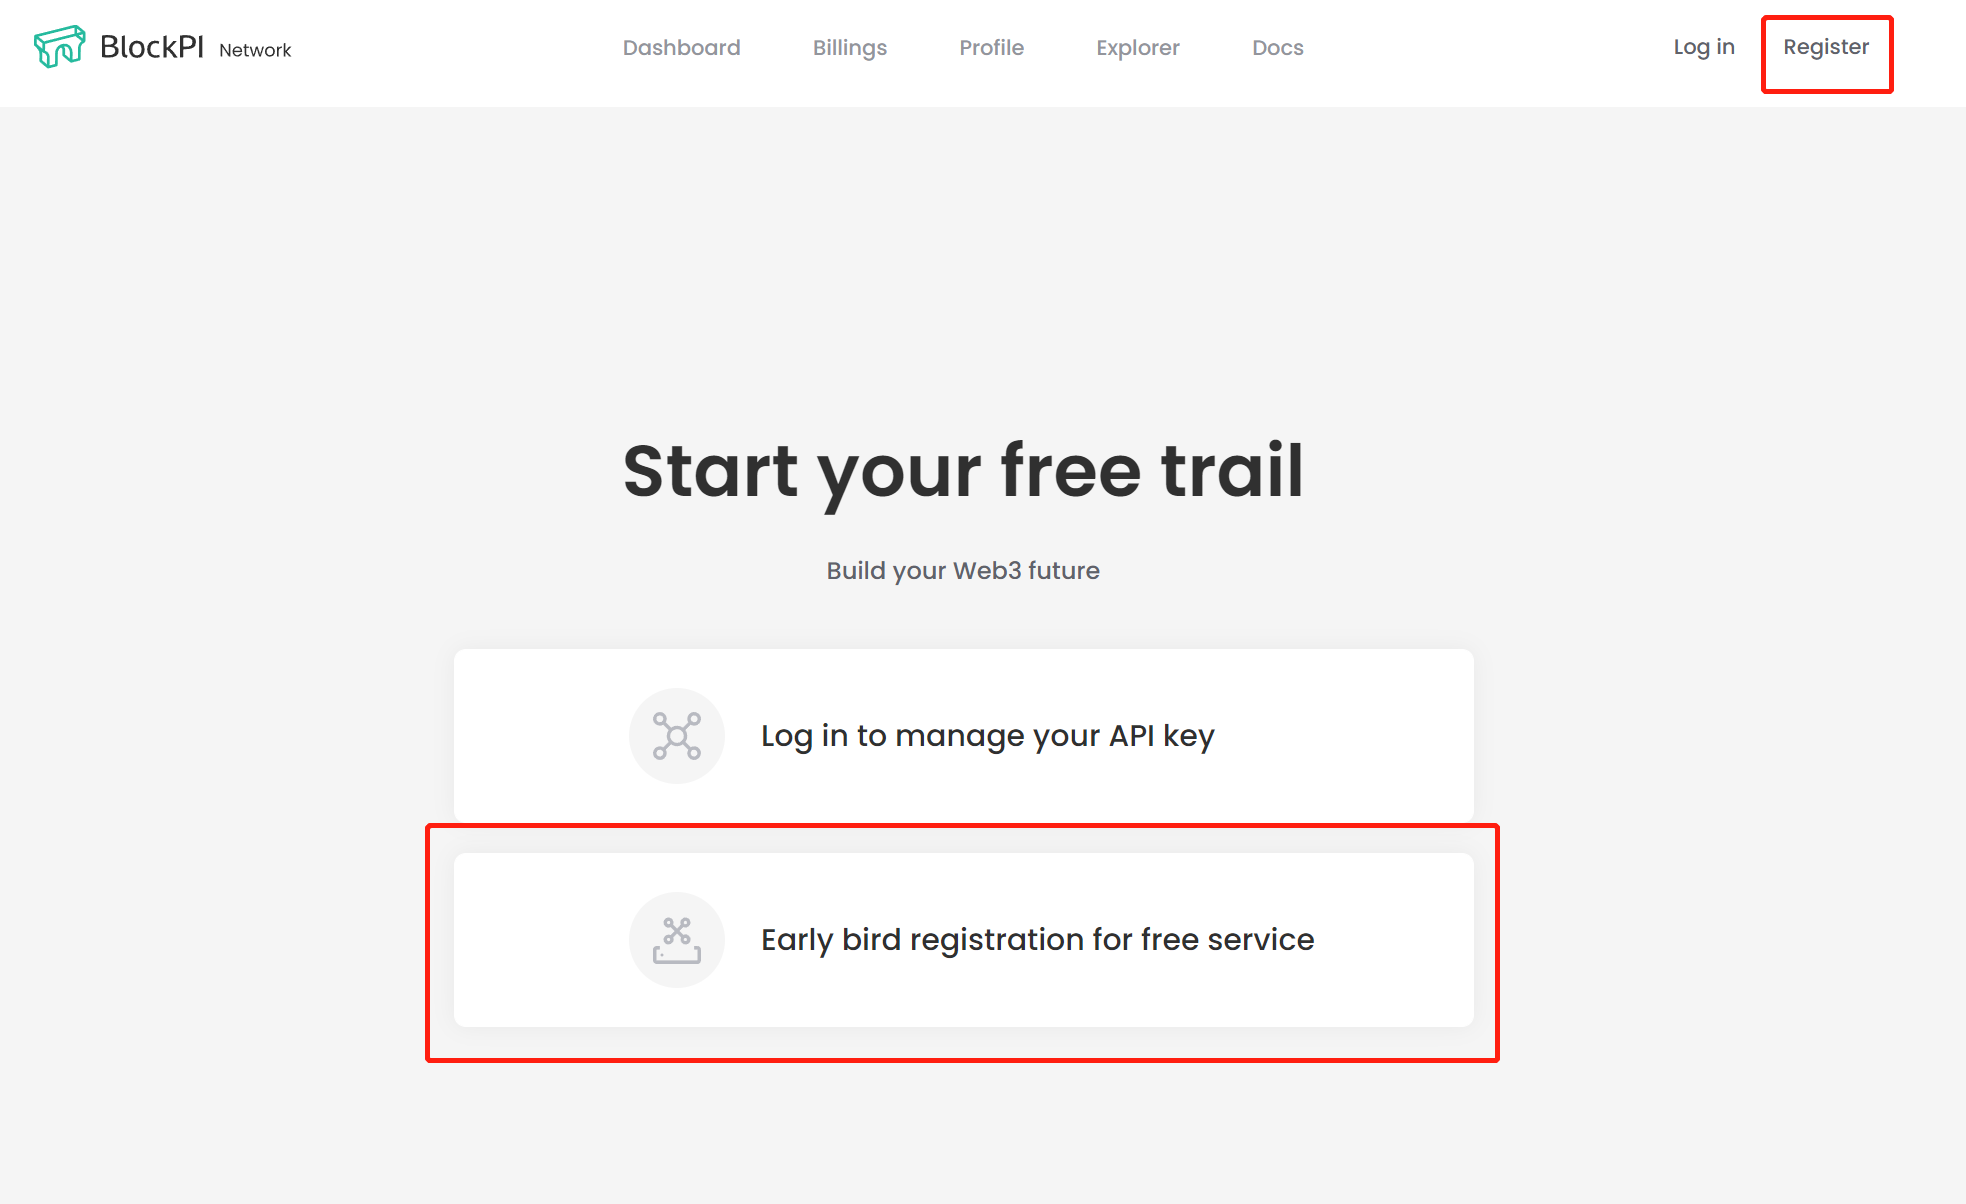 BlockPI Network
Dashboard Billings Profile Explorer Docs
Log in Register
Start your free trail
Build your Web3 future
Log in to manage your API key
Early bird registration for free service